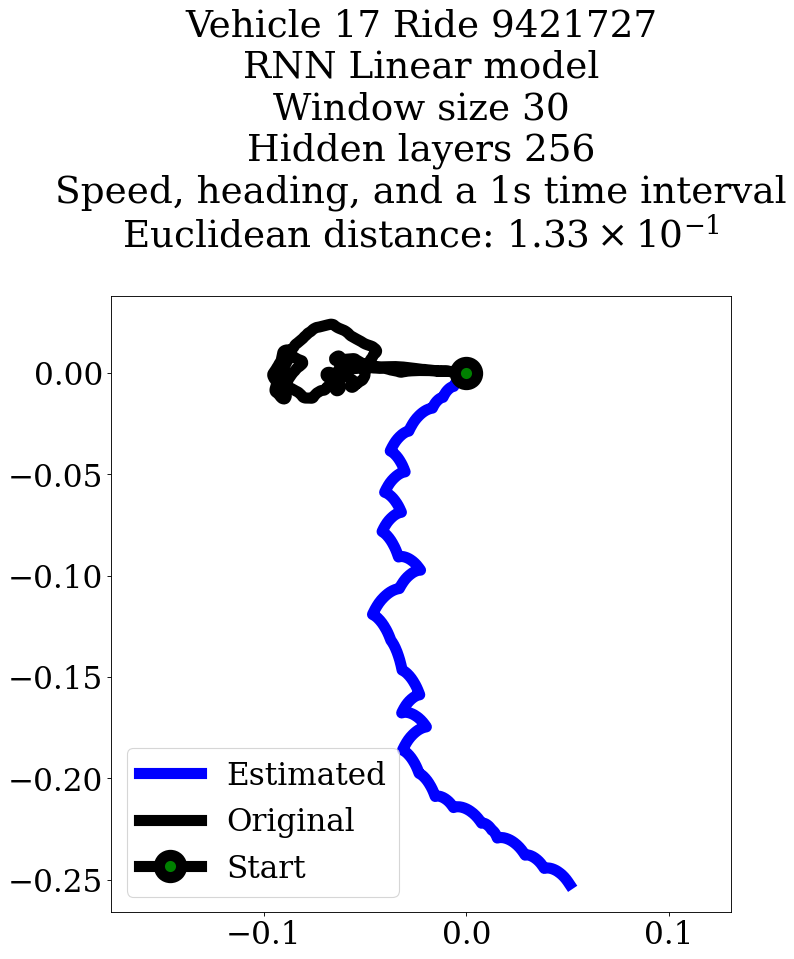 Vehicle 17 Ride 9421727
RNN Linear model
Window size 30
Hidden layers 256
Speed, heading, and a 1s time interval
Euclidean distance: 1.33 × 10⁻¹
0.00
−0.05
−0.10
−0.15
−0.20
−0.25
Estimated
Original
Start
−0.1
0.0
0.1